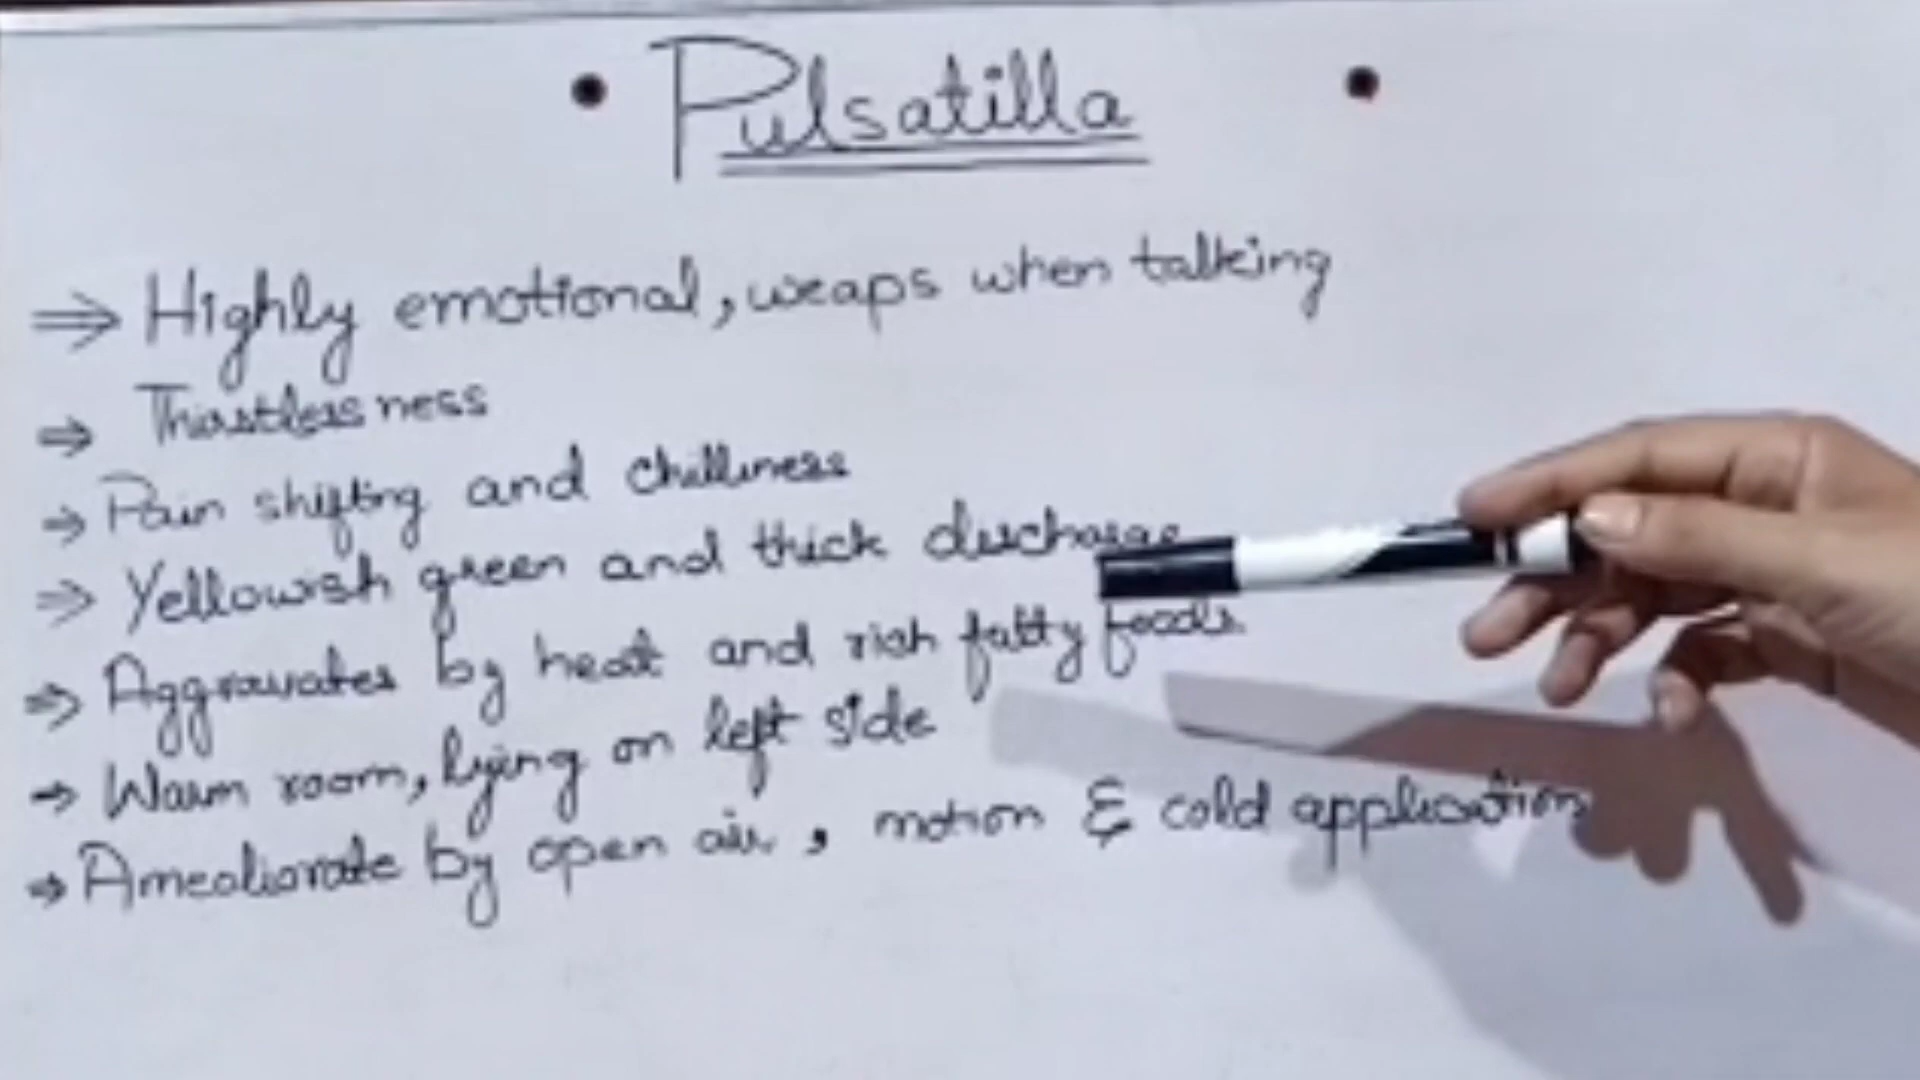 Pulsatilla
⇒ Highly emotional, weaps when talking
⇒ Thirstlessness
⇒ Pain shifting and chilliness
⇒ Yellowish green and thick discharge
⇒ Aggravates by heat and rich fatty foods.
⇒ Warm room, lying on left side
⇒ Amealiorate by open air, motion & cold application